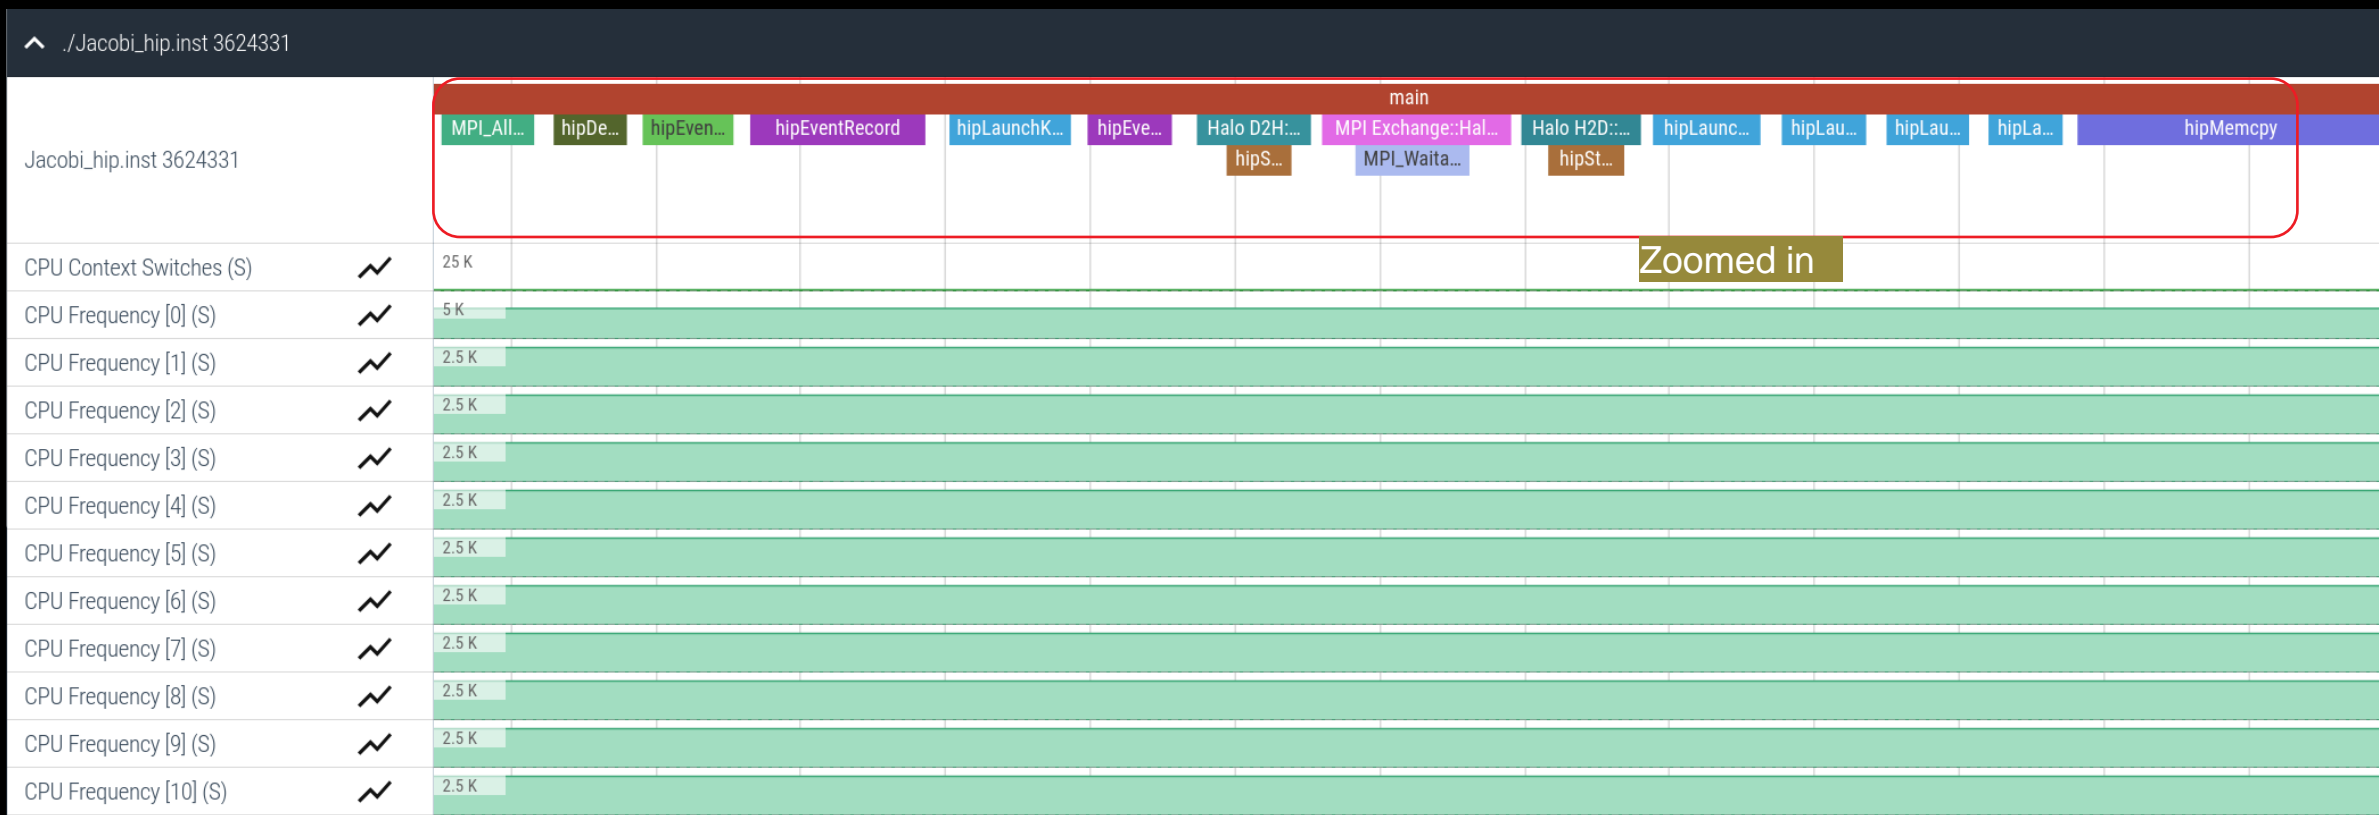 ./Jacobi_hip.inst 3624331
main
MPI_All... hipDe... hipEven... hipEventRecord hipLaunchK... hipEve... Halo D2H:... MPI Exchange::Hal... Halo H2D::... hipLaunc... hipLau... hipLau... hipLa... hipMemcpy
Jacobi_hip.inst 3624331
hipS... MPI_Waita... hipSt...
Zoomed in
CPU Context Switches (S) 25 K
CPU Frequency [0] (S) 5 K
CPU Frequency [1] (S) 2.5 K
CPU Frequency [2] (S) 2.5 K
CPU Frequency [3] (S) 2.5 K
CPU Frequency [4] (S) 2.5 K
CPU Frequency [5] (S) 2.5 K
CPU Frequency [6] (S) 2.5 K
CPU Frequency [7] (S) 2.5 K
CPU Frequency [8] (S) 2.5 K
CPU Frequency [9] (S) 2.5 K
CPU Frequency [10] (S) 2.5 K